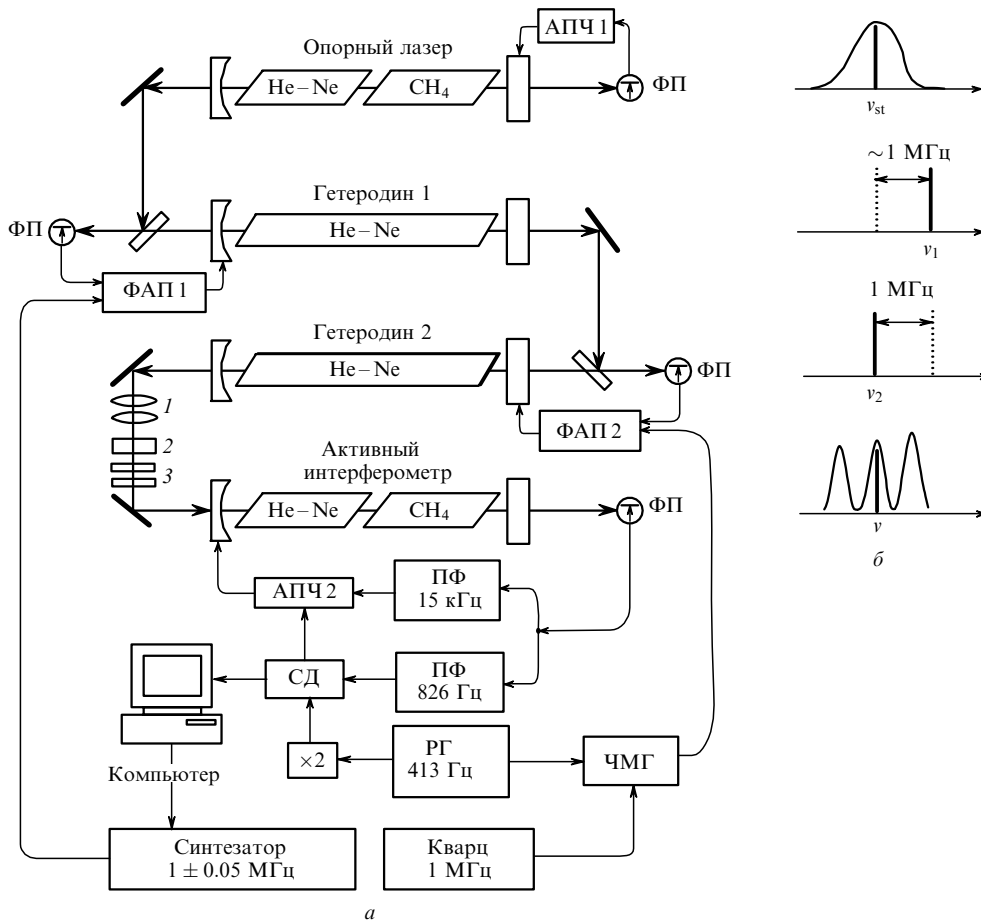 Опорный лазер
АПЧ 1
ФП
He – Ne
CH₄
Гетеродин 1
ФП
He – Ne
ФАП 1
Гетеродин 2
He – Ne
ФП
ФАП 2
1
2
3
Активный
интерферометр
He – Ne
CH₄
ФП
АПЧ 2
ПФ
15 кГц
СД
ПФ
826 Гц
×2
РГ
413 Гц
ЧМГ
Компьютер
Синтезатор
1 ± 0.05 МГц
Кварц
1 МГц
а
νst
∼1 МГц
ν₁
1 МГц
ν₂
ν
б